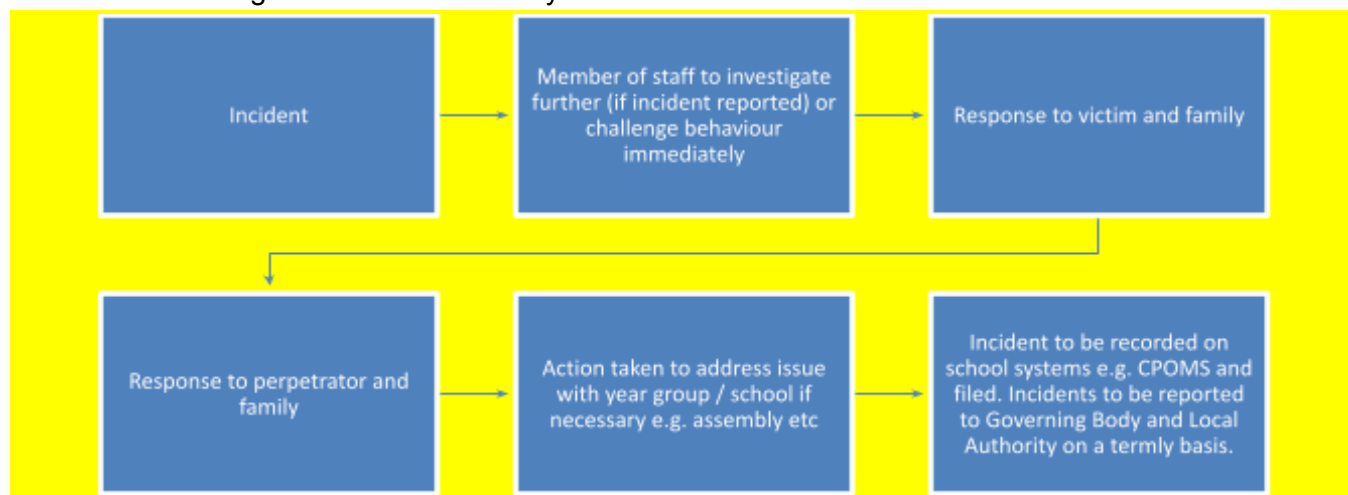 Incident
Member of staff to investigate
further (if incident reported) or
challenge behaviour
immediately
Response to victim and family
Response to perpetrator and
family
Action taken to address issue
with year group / school if
necessary e.g. assembly etc
Incident to be recorded on
school systems e.g. CPOMS and
filed. Incidents to be reported
to Governing Body and Local
Authority on a termly basis.